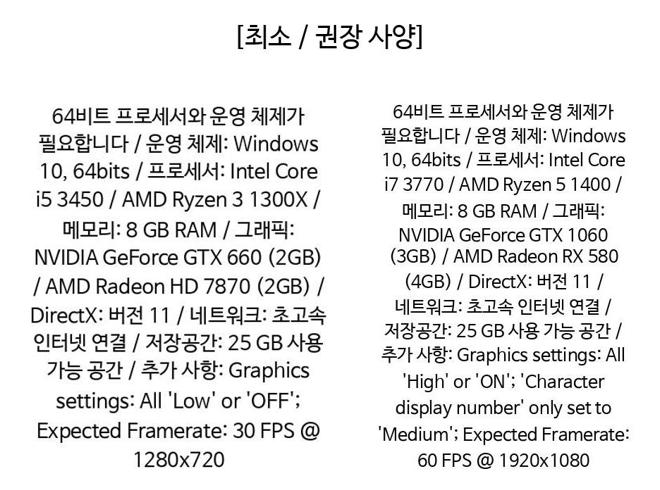 [최소 / 권장 사양]
64비트 프로세서와 운영 체제가
필요합니다 / 운영 체제: Windows
10, 64bits / 프로세서: Intel Core
i5 3450 / AMD Ryzen 3 1300X /
메모리: 8 GB RAM / 그래픽:
NVIDIA GeForce GTX 660 (2GB)
/ AMD Radeon HD 7870 (2GB) /
DirectX: 버전 11 / 네트워크: 초고속
인터넷 연결 / 저장공간: 25 GB 사용
가능 공간 / 추가 사항: Graphics
settings: All 'Low' or 'OFF';
Expected Framerate: 30 FPS @
1280x720
64비트 프로세서와 운영 체제가
필요합니다 / 운영 체제: Windows
10, 64bits / 프로세서: Intel Core
i7 3770 / AMD Ryzen 5 1400 /
메모리: 8 GB RAM / 그래픽:
NVIDIA GeForce GTX 1060
(3GB) / AMD Radeon RX 580
(4GB) / DirectX: 버전 11 /
네트워크: 초고속 인터넷 연결 /
저장공간: 25 GB 사용 가능 공간 /
추가 사항: Graphics settings: All
'High' or 'ON'; 'Character
display number' only set to
'Medium'; Expected Framerate:
60 FPS @ 1920x1080